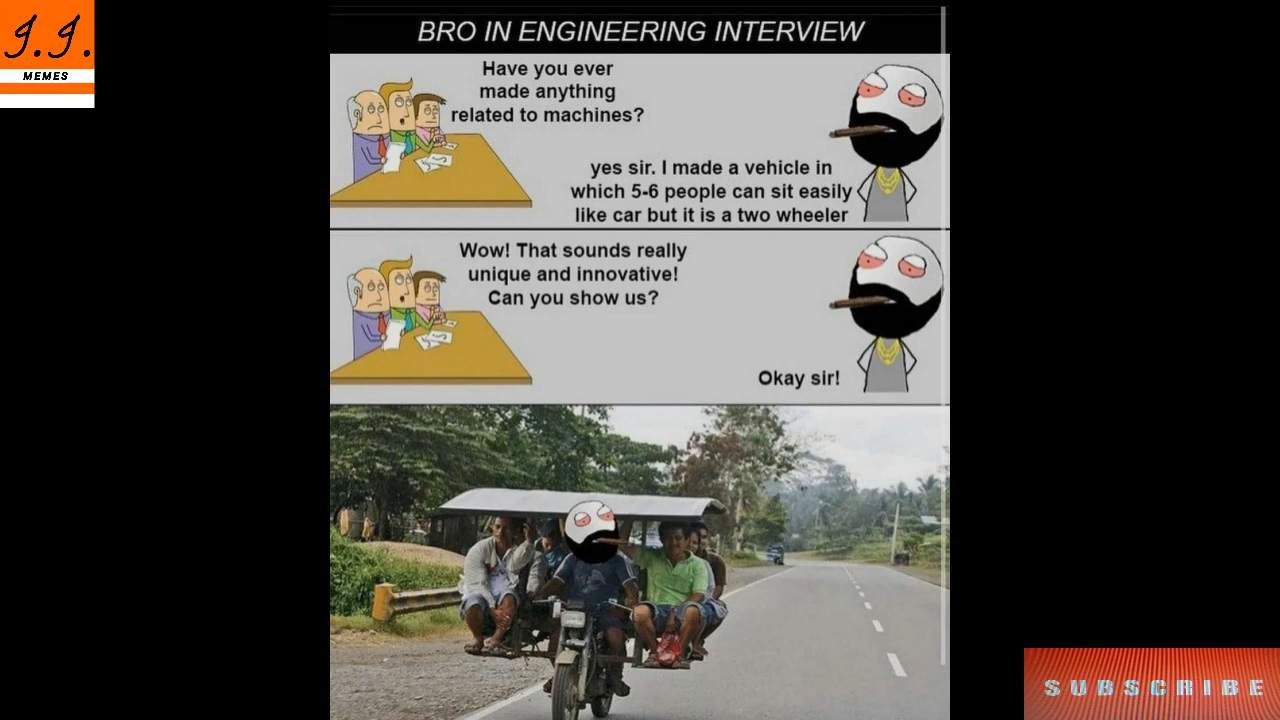 J.J.
MEMES
BRO IN ENGINEERING INTERVIEW
Have you ever
made anything
related to machines?
yes sir. I made a vehicle in
which 5-6 people can sit easily
like car but it is a two wheeler
Wow! That sounds really
unique and innovative!
Can you show us?
Okay sir!
SUBSCRIBE